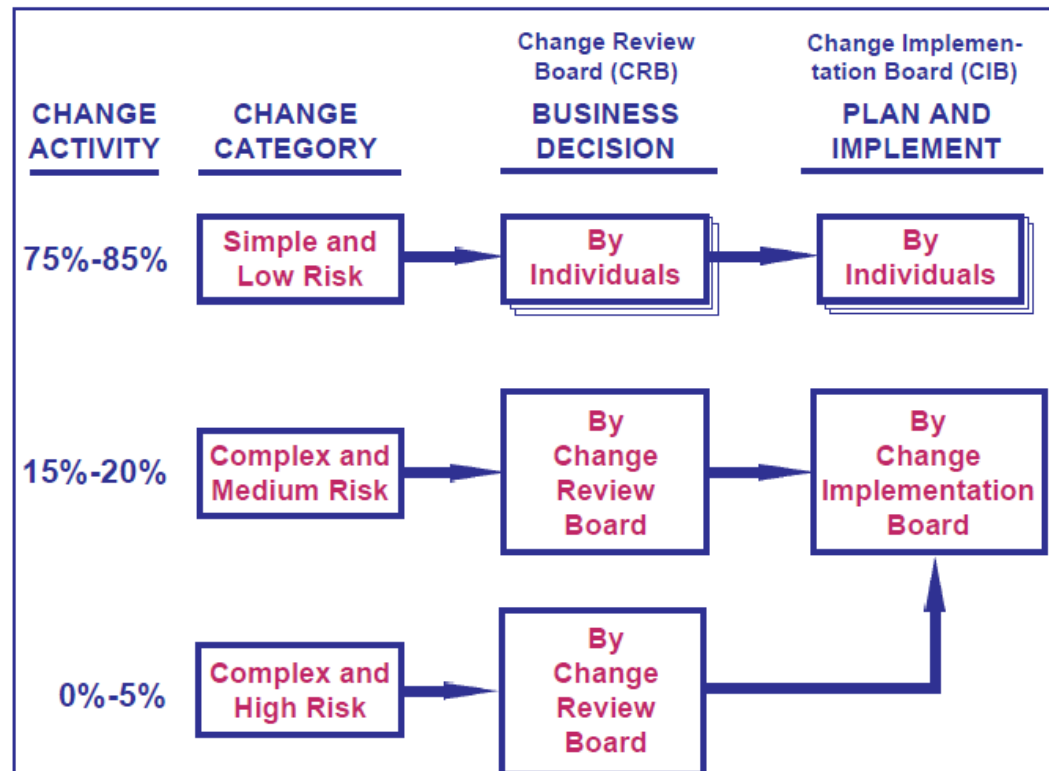 Change Review
Board (CRB)
Change Implemen-
tation Board (CIB)
CHANGE
ACTIVITY
CHANGE
CATEGORY
BUSINESS
DECISION
PLAN AND
IMPLEMENT
75%-85%
Simple and
Low Risk
By
Individuals
By
Individuals
15%-20%
Complex and
Medium Risk
By
Change
Review
Board
By
Change
Implementation
Board
0%-5%
Complex and
High Risk
By
Change
Review
Board